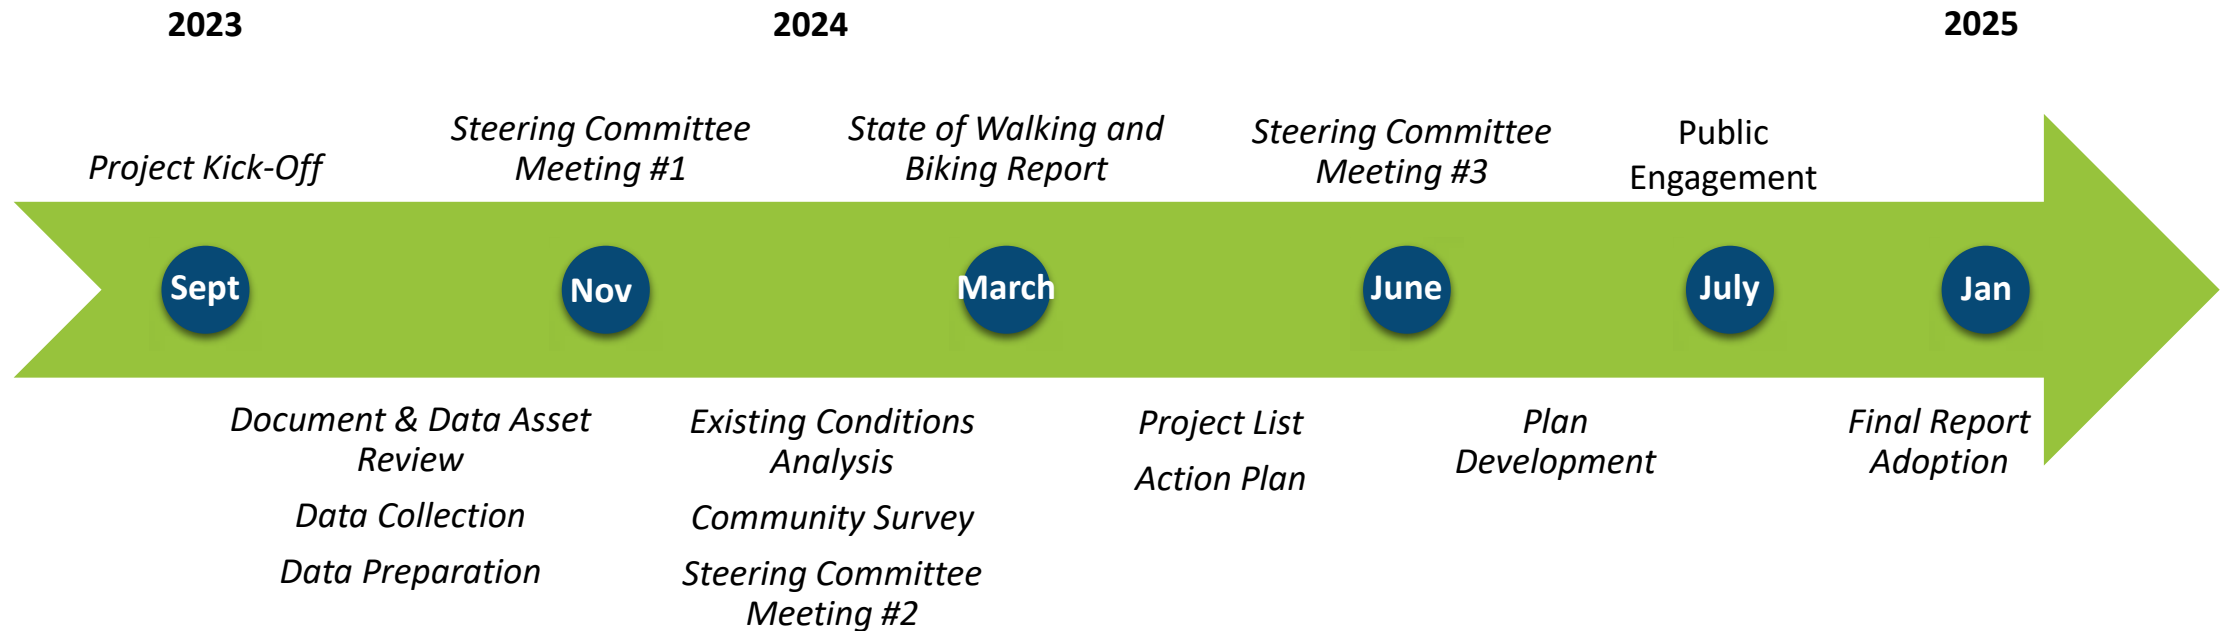 2023
2024
2025
Project Kick-Off
Steering Committee
Meeting #1
State of Walking and
Biking Report
Steering Committee
Meeting #3
Public
Engagement
Sept
Nov
March
June
July
Jan
Document & Data Asset
Review
Data Collection
Data Preparation
Existing Conditions
Analysis
Community Survey
Steering Committee
Meeting #2
Project List
Action Plan
Plan
Development
Final Report
Adoption